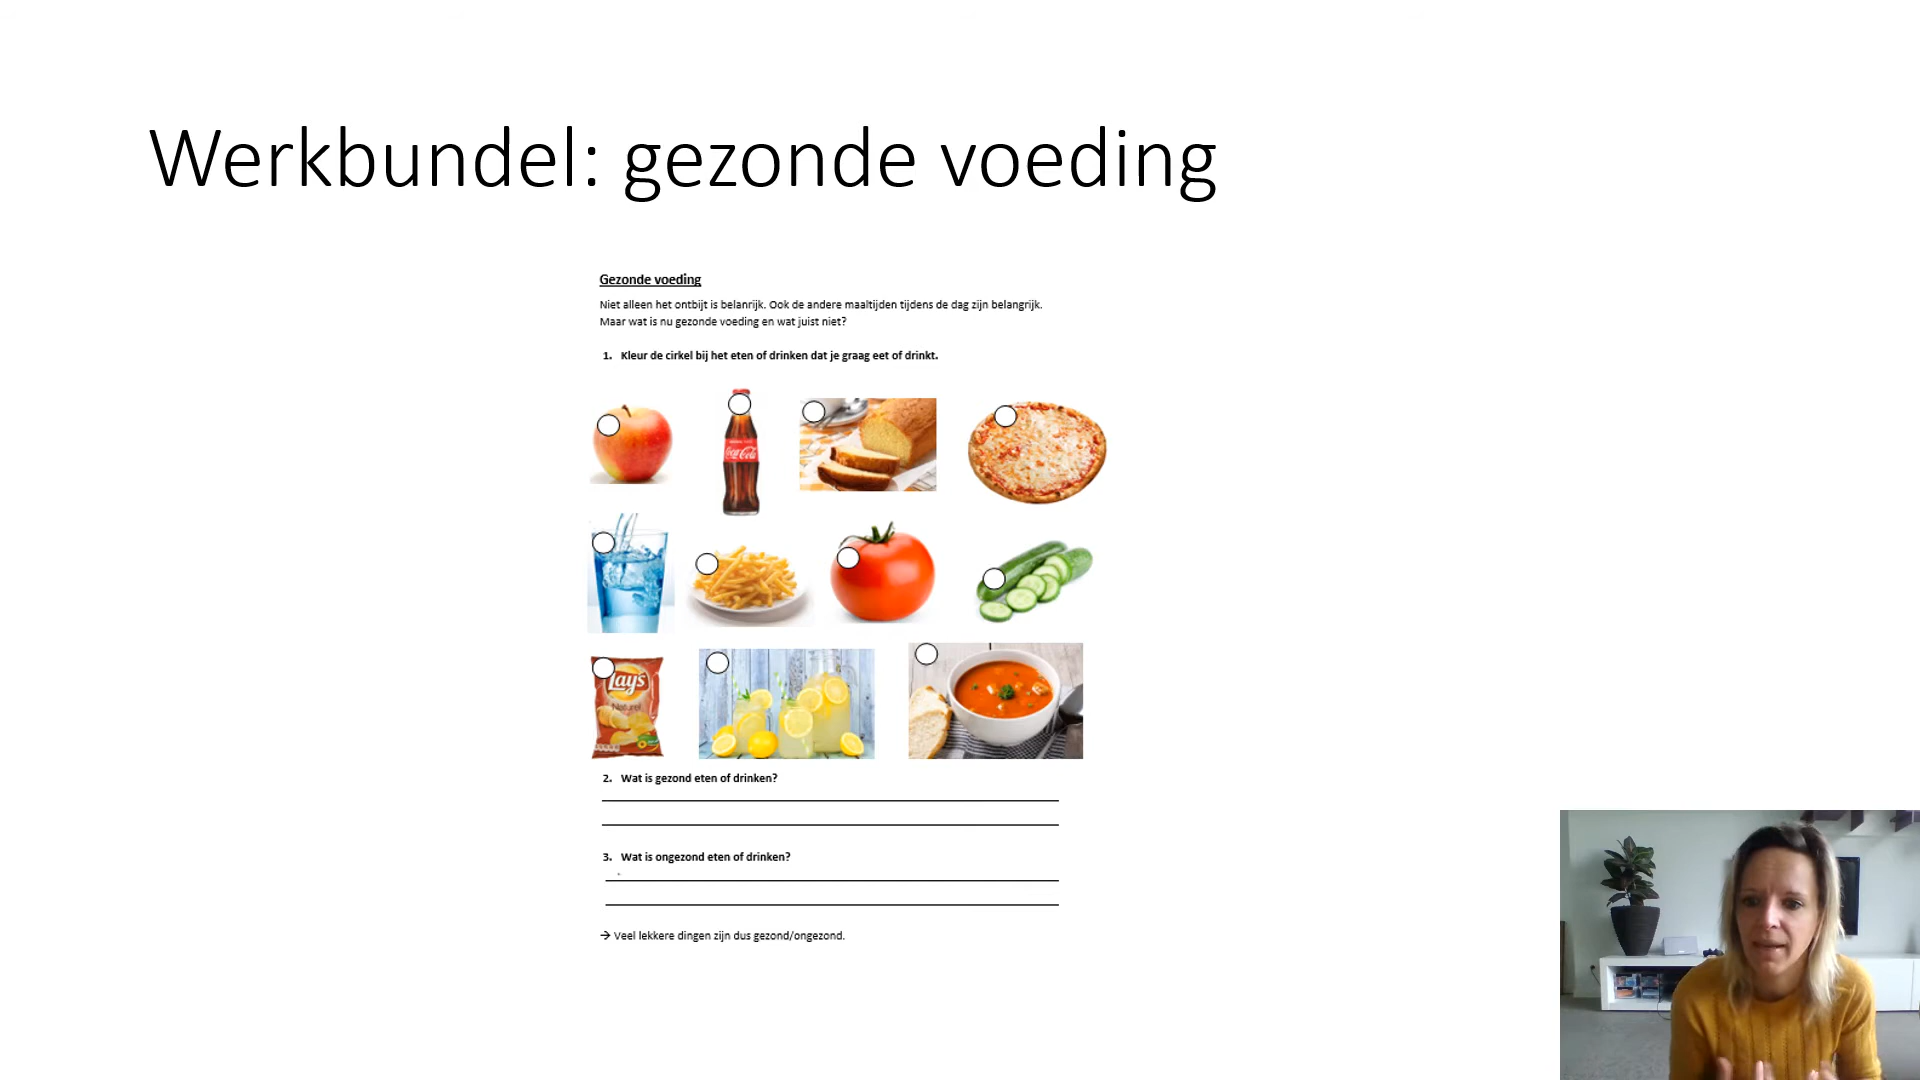 Werkbundel: gezonde voeding
Gezonde voeding
Niet alleen het ontbijt is belanrijk. Ook de andere maaltijden tijdens de dag zijn belangrijk.
Maar wat is nu gezonde voeding en wat juist niet?
1. Kleur de cirkel bij het eten of drinken dat je graag eet of drinkt.
Coca-Cola
Lay's
Naturel
2. Wat is gezond eten of drinken?
3. Wat is ongezond eten of drinken?
→ Veel lekkere dingen zijn dus gezond/ongezond.